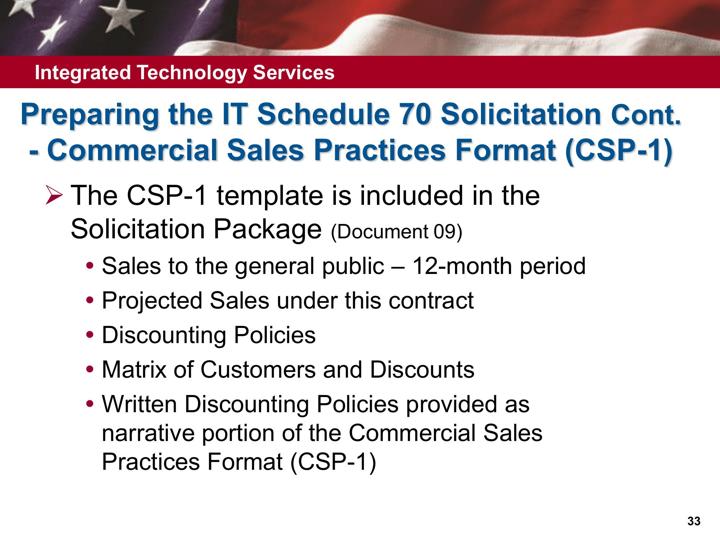 Integrated Technology Services
Preparing the IT Schedule 70 Solicitation Cont.
- Commercial Sales Practices Format (CSP-1)
➢ The CSP-1 template is included in the
Solicitation Package (Document 09)
• Sales to the general public – 12-month period
• Projected Sales under this contract
• Discounting Policies
• Matrix of Customers and Discounts
• Written Discounting Policies provided as
narrative portion of the Commercial Sales
Practices Format (CSP-1)
33